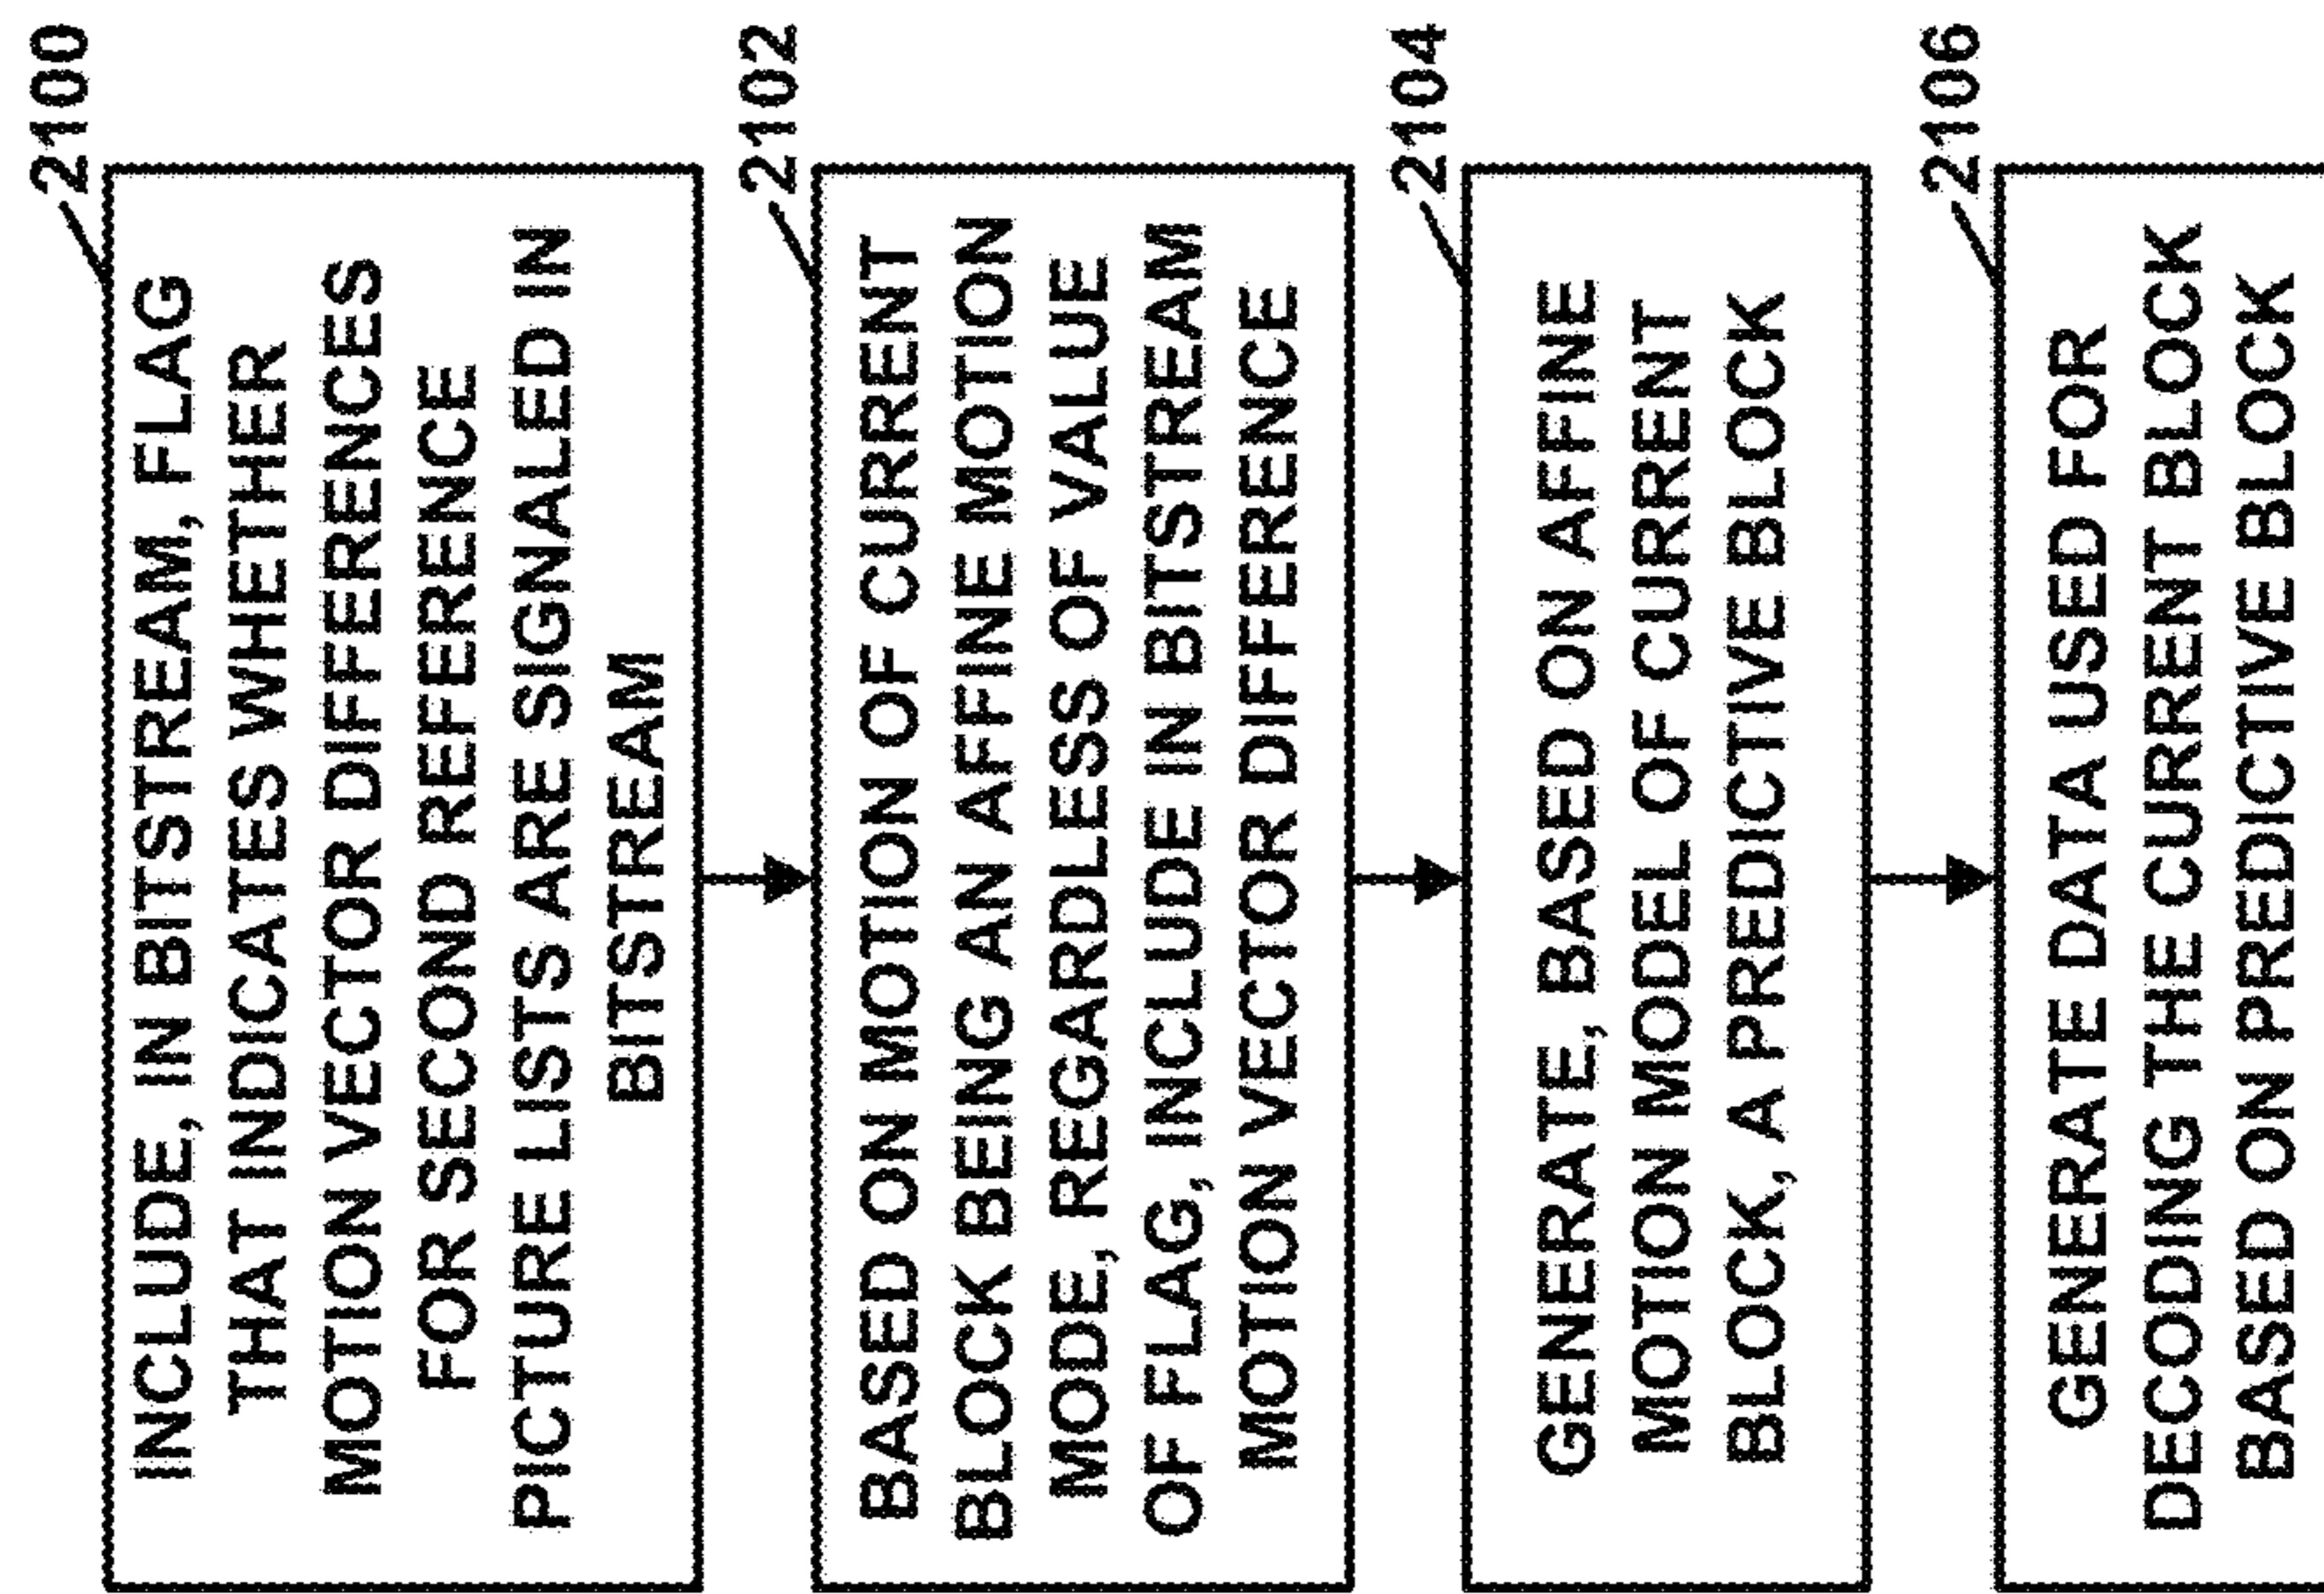 2100
INCLUDE, IN BITSTREAM, FLAG
THAT INDICATES WHETHER
MOTION VECTOR DIFFERENCES
FOR SECOND REFERENCE
PICTURE LISTS ARE SIGNALED IN
BITSTREAM
2102
BASED ON MOTION OF CURRENT
BLOCK BEING AN AFFINE MOTION
MODE, REGARDLESS OF VALUE
OF FLAG, INCLUDE IN BITSTREAM
MOTION VECTOR DIFFERENCE
2104
GENERATE, BASED ON AFFINE
MOTION MODEL OF CURRENT
BLOCK, A PREDICTIVE BLOCK
2106
GENERATE DATA USED FOR
DECODING THE CURRENT BLOCK
BASED ON PREDICTIVE BLOCK